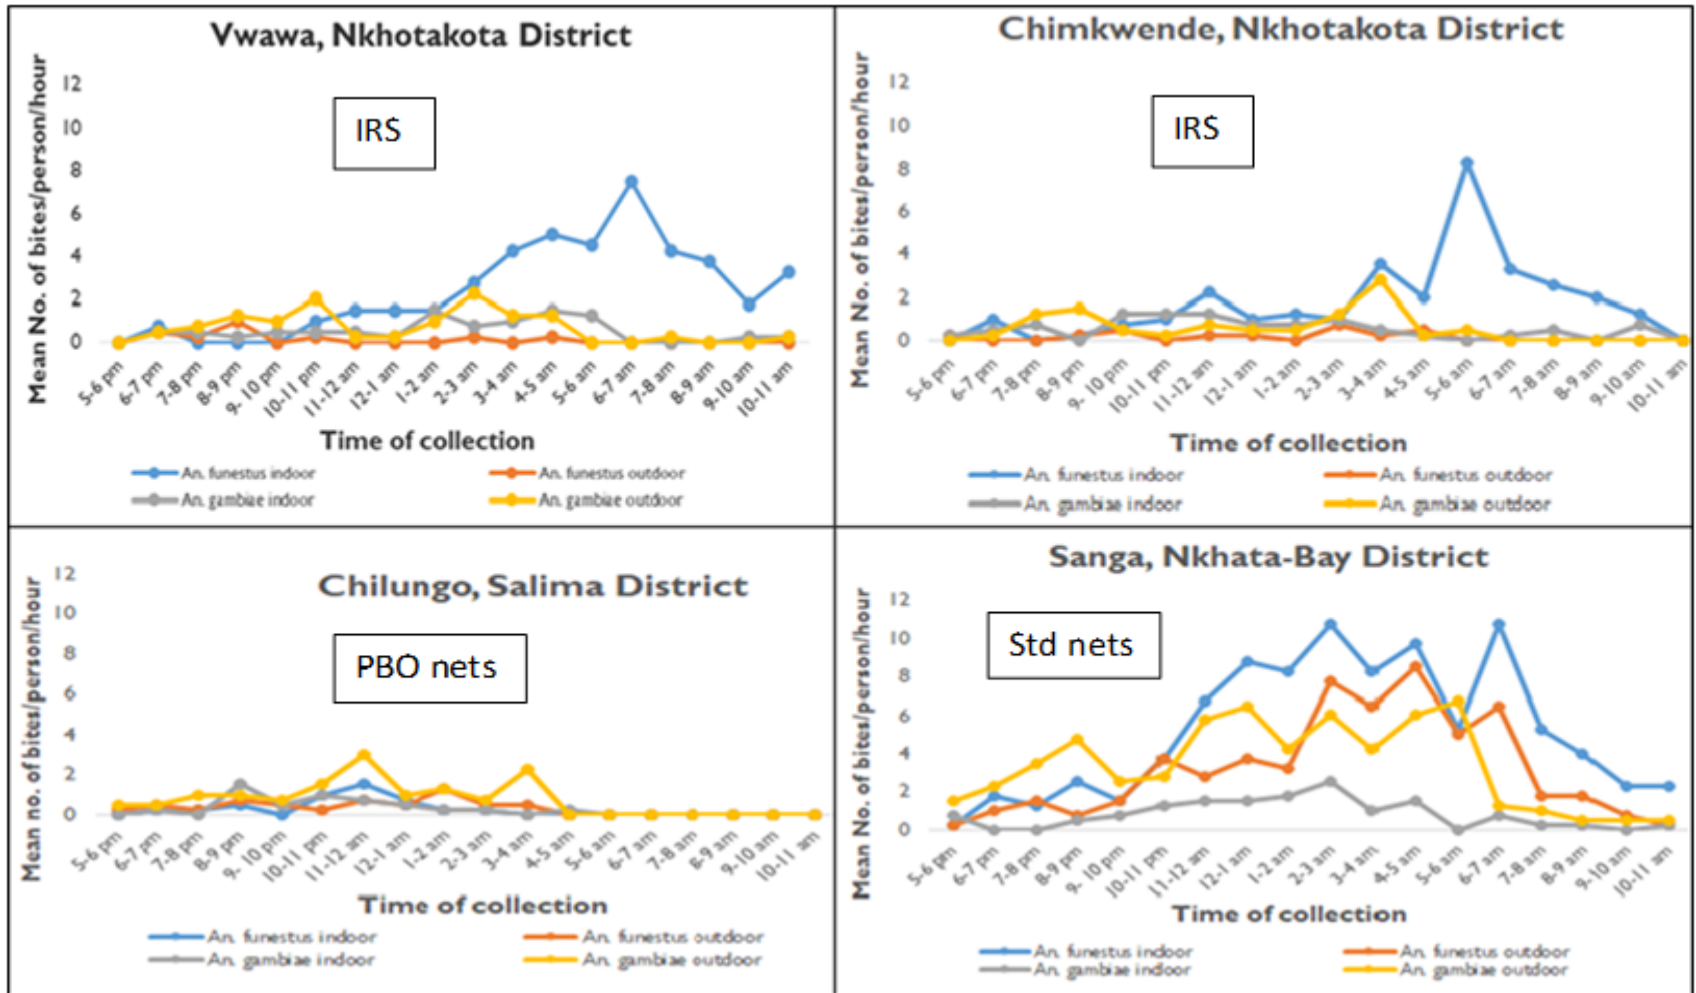 Vwawa, Nkhotakota District
Mean No. of bites/person/hour
12
10
8
6
4
2
0
IRS
5-6 pm
6-7 pm
7-8 pm
8-9 pm
9- 10 pm
10-11 pm
11-12 am
12-1 am
1-2 am
2-3 am
3-4 am
4-5 am
5-6 am
6-7 am
7-8 am
8-9 am
9-10 am
10-11 am
Time of collection
An. funestus indoor
An. funestus outdoor
An. gambiae indoor
An. gambiae outdoor
Chimkwende, Nkhotakota District
Mean No. of bites/person/hour
12
10
8
6
4
2
0
IRS
5-6 pm
6-7 pm
7-8 pm
8-9 pm
9- 10 pm
10-11 pm
11-12 am
12-1 am
1-2 am
2-3 am
3-4 am
4-5 am
5-6 am
6-7 am
7-8 am
8-9 am
9-10 am
10-11 am
Time of collection
An. funestus indoor
An. funestus outdoor
An. gambiae indoor
An. gambiae outdoor
Chilungo, Salima District
Mean no. of bites/person/hour
12
10
8
6
4
2
0
PBO nets
5-6 pm
6-7 pm
7-8 pm
8-9 pm
9- 10 pm
10-11 pm
11-12 am
12-1 am
1-2 am
2-3 am
3-4 am
4-5 am
5-6 am
6-7 am
7-8 am
8-9 am
9-10 am
10-11 am
Time of collection
An. funestus indoor
An. funestus outdoor
An. gambiae indoor
An. gambiae outdoor
Sanga, Nkhata-Bay District
Mean No. of bites/person/hour
12
10
8
6
4
2
0
Std nets
5-6 pm
6-7 pm
7-8 pm
8-9 pm
9- 10 pm
10-11 pm
11-12 am
12-1 am
1-2 am
2-3 am
3-4 am
4-5 am
5-6 am
6-7 am
7-8 am
8-9 am
9-10 am
10-11 am
Time of collection
An. funestus indoor
An. funestus outdoor
An. gambiae indoor
An. gambiae outdoor